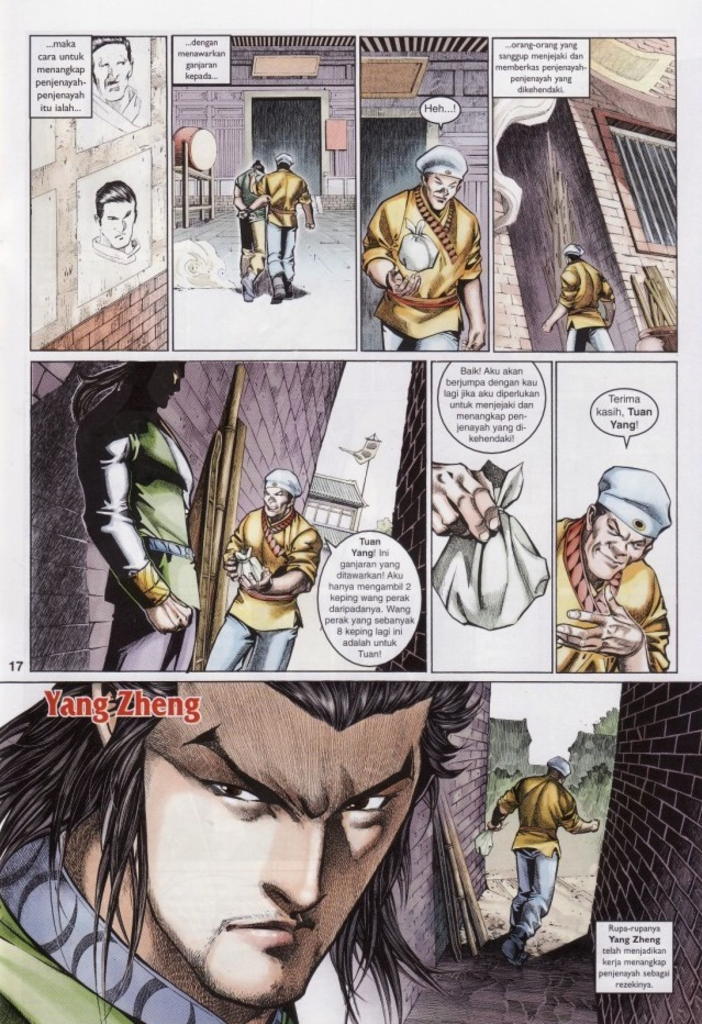 ...maka
cara untuk
menangkap
penjenayah-
penjenayah
itu ialah...
...dengan
menawarkan
ganjaran
kepada...
Heh...!
...orang-orang yang
sanggup menjejaki dan
memberkas penjenayah-
penjenayah yang
dikehendaki.
Tuan
Yang! Ini
ganjaran yang
ditawarkan! Aku
hanya mengambil 2
keping wang perak
daripadanya. Wang
perak yang sebanyak
8 keping lagi ini
adalah untuk
Tuan!
Baik! Aku akan
berjumpa dengan kau
lagi jika aku diperlukan
untuk menjejaki dan
menangkap pen-
jenayah yang di-
kehendaki!
Terima
kasih, Tuan
Yang!
17
Yang Zheng
Rupa-rupanya
Yang Zheng
telah menjadikan
kerja menangkap
penjenayah sebagai
rezekinya.